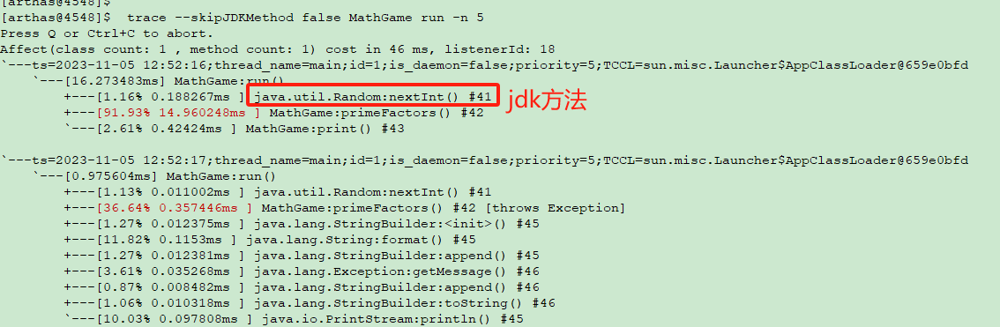 [arthas@4548]$
[arthas@4548]$  trace --skipJDKMethod false MathGame run -n 5
Press Q or Ctrl+C to abort.
Affect(class count: 1 , method count: 1) cost in 46 ms, listenerId: 18
`---ts=2023-11-05 12:52:16;thread_name=main;id=1;is_daemon=false;priority=5;TCCL=sun.misc.Launcher$AppClassLoader@659e0bfd
    `---[16.273483ms] MathGame:run()
        +---[1.16% 0.188267ms ] java.util.Random:nextInt() #41 jdk方法
        +---[91.93% 14.960248ms ] MathGame:primeFactors() #42
        `---[2.61% 0.42424ms ] MathGame:print() #43
`---ts=2023-11-05 12:52:17;thread_name=main;id=1;is_daemon=false;priority=5;TCCL=sun.misc.Launcher$AppClassLoader@659e0bfd
    `---[0.975604ms] MathGame:run()
        +---[1.13% 0.011002ms ] java.util.Random:nextInt() #41
        +---[36.64% 0.357446ms ] MathGame:primeFactors() #42 [throws Exception]
        +---[1.27% 0.012375ms ] java.lang.StringBuilder:<init>() #45
        +---[11.82% 0.1153ms ] java.lang.String:format() #45
        +---[1.27% 0.012381ms ] java.lang.StringBuilder:append() #45
        +---[3.61% 0.035268ms ] java.lang.Exception:getMessage() #46
        +---[0.87% 0.008482ms ] java.lang.StringBuilder:append() #46
        +---[1.06% 0.010318ms ] java.lang.StringBuilder:toString() #46
        `---[10.03% 0.097808ms ] java.io.PrintStream:println() #45